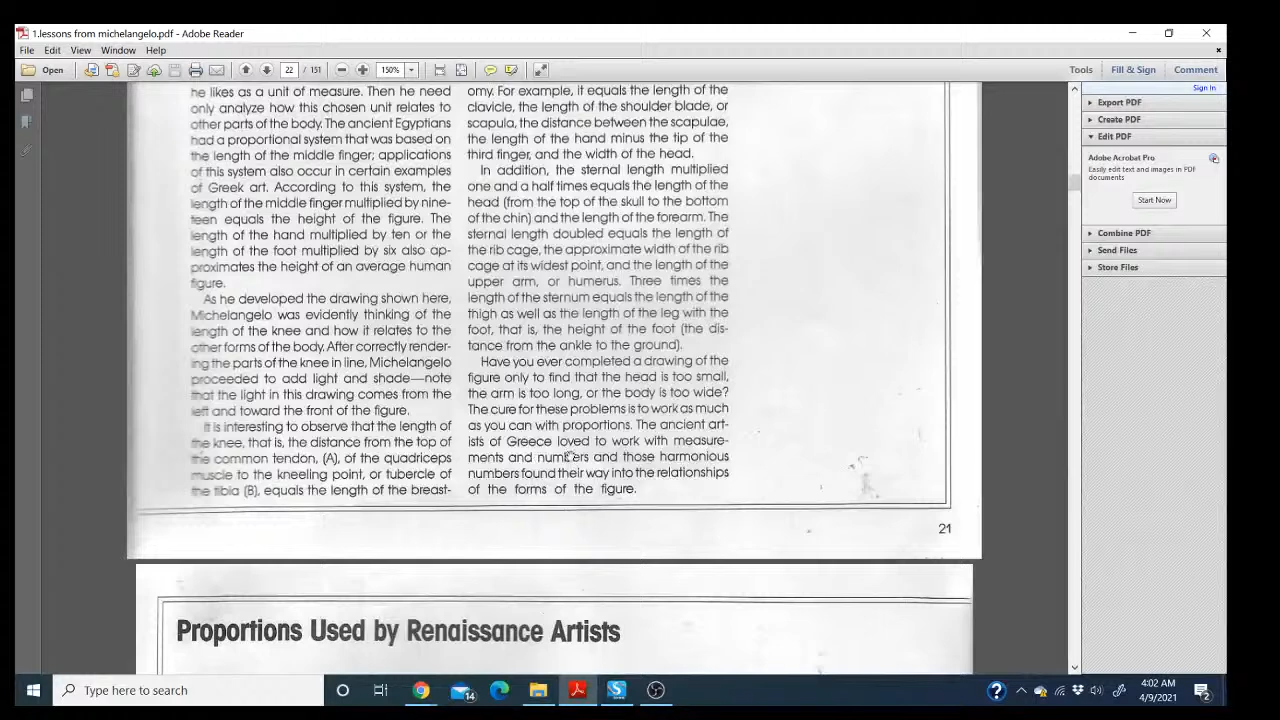 1.lessons from michelangelo.pdf - Adobe Reader
File Edit View Window Help
Open 22 / 151 150% Tools Fill & Sign Comment
Sign In
Export PDF
Create PDF
Edit PDF
Adobe Acrobat Pro
Easily edit text and images in PDF
documents
Start Now
Combine PDF
Send Files
Store Files
he likes as a unit of measure. Then he need
only analyze how this chosen unit relates to
other parts of the body. The ancient Egyptians
had a proportional system that was based on
the length of the middle finger; applications
of this system also occur in certain examples
of Greek art. According to this system, the
length of the middle finger multiplied by nine-
teen equals the height of the figure. The
length of the hand multiplied by ten or the
length of the foot multiplied by six also ap-
proximates the height of an average human
figure.
As he developed the drawing shown here,
Michelangelo was evidently thinking of the
length of the knee and how it relates to the
other forms of the body. After correctly render-
ing the parts of the knee in line, Michelangelo
proceeded to add light and shade—note
that the light in this drawing comes from the
left and toward the front of the figure.
It is interesting to observe that the length of
the knee, that is, the distance from the top of
the common tendon, (A), of the quadriceps
muscle to the kneeling point, or tubercle of
the tibia (B), equals the length of the breast-
omy. For example, it equals the length of the
clavicle, the length of the shoulder blade, or
scapula, the distance between the scapulae,
the length of the hand minus the tip of the
third finger, and the width of the head.
In addition, the sternal length multiplied
one and a half times equals the length of the
head (from the top of the skull to the bottom
of the chin) and the length of the forearm. The
sternal length doubled equals the length of
the rib cage, the approximate width of the rib
cage at its widest point, and the length of the
upper arm, or humerus. Three times the
length of the sternum equals the length of the
thigh as well as the length of the leg with the
foot, that is, the height of the foot (the dis-
tance from the ankle to the ground).
Have you ever completed a drawing of the
figure only to find that the head is too small,
the arm is too long, or the body is too wide?
The cure for these problems is to work as much
as you can with proportions. The ancient art-
ists of Greece loved to work with measure-
ments and numbers and those harmonious
numbers found their way into the relationships
of the forms of the figure.
21
Proportions Used by Renaissance Artists
Type here to search
14
4:02 AM
4/9/2021
2